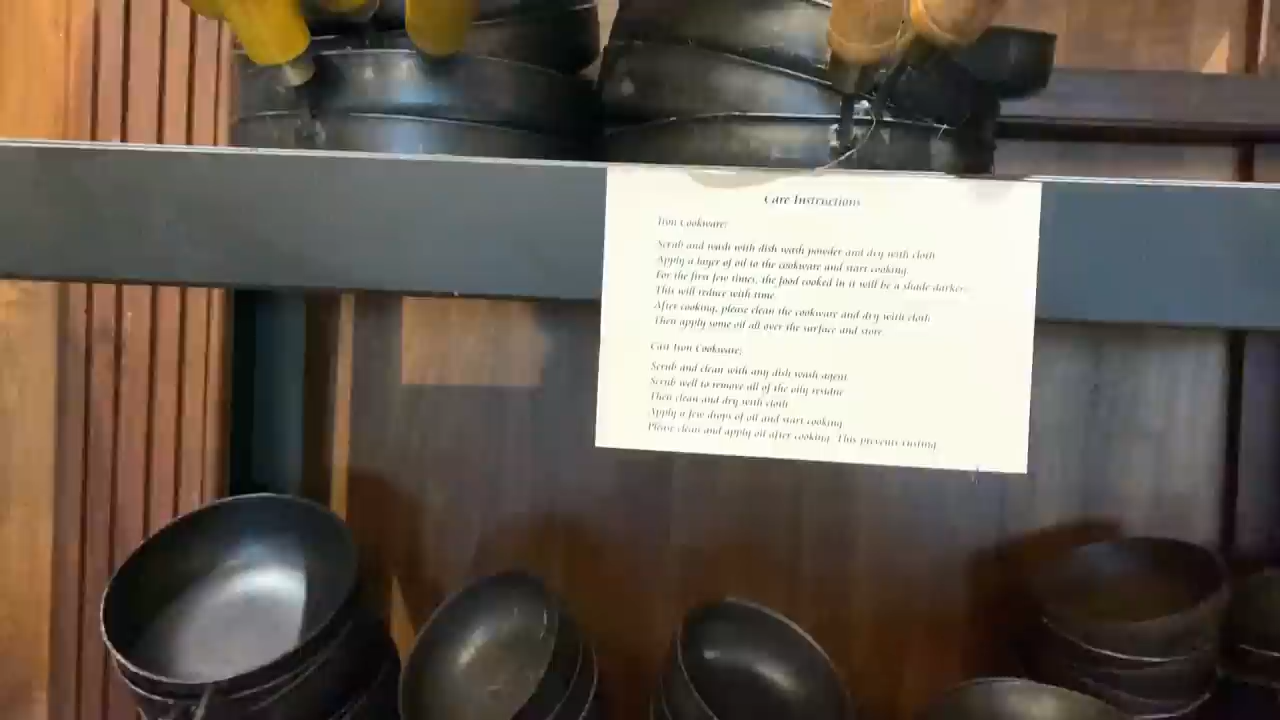 Care Instructions
Iron Cookware:
Scrub and wash with dish wash powder and dry with cloth
Apply a layer of oil to the cookware and start cooking.
For the first few times, the food cooked in it will be a shade darker.
This will reduce with time.
After cooking, please clean the cookware and dry with cloth
Then apply some oil all over the surface and store
Cast Iron Cookware:
Scrub and clean with any dish wash agent
Scrub well to remove all of the oily residue
Then clean and dry with cloth
Apply a few drops of oil and start cooking
Please clean and apply oil after cooking. This prevents rusting